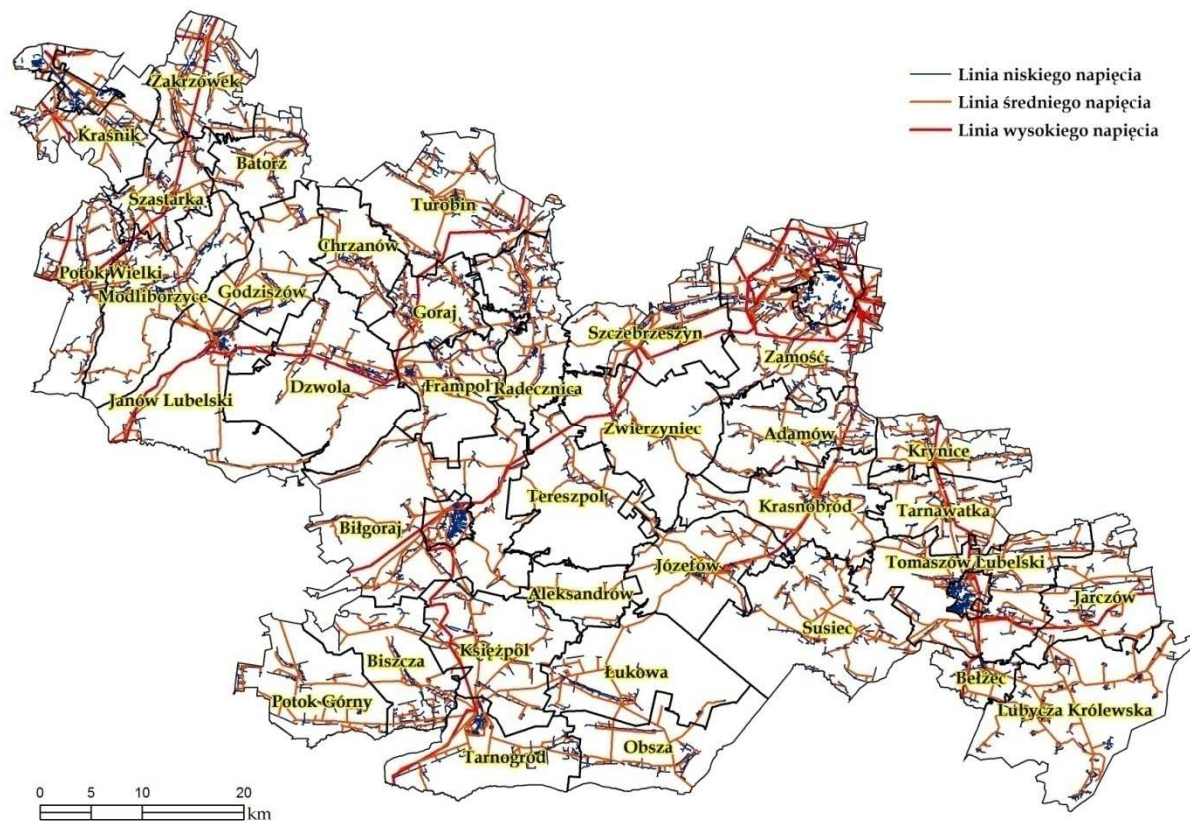 Linia niskiego napięcia
Linia średniego napięcia
Linia wysokiego napięcia
Zakrzówek
Kraśnik
Batorz
Szastarka
Turobin
Chrzanów
Potok Wielki
Modliborzyce
Godziszów
Goraj
Szczebrzeszyn
Zamość
Janów Lubelski
Dzwola
Frampol
Radecznica
Zwierzyniec
Adamów
Krynice
Tereszpol
Krasnobród
Tarnawatka
Biłgoraj
Józefów
Tomaszów Lubelski
Aleksandrów
Jarczów
Susiec
Księżpol
Biszcza
Łukowa
Bełżec
Potok Górny
Lubycza Królewska
Obsza
Tarnogród
0 5 10 20
km